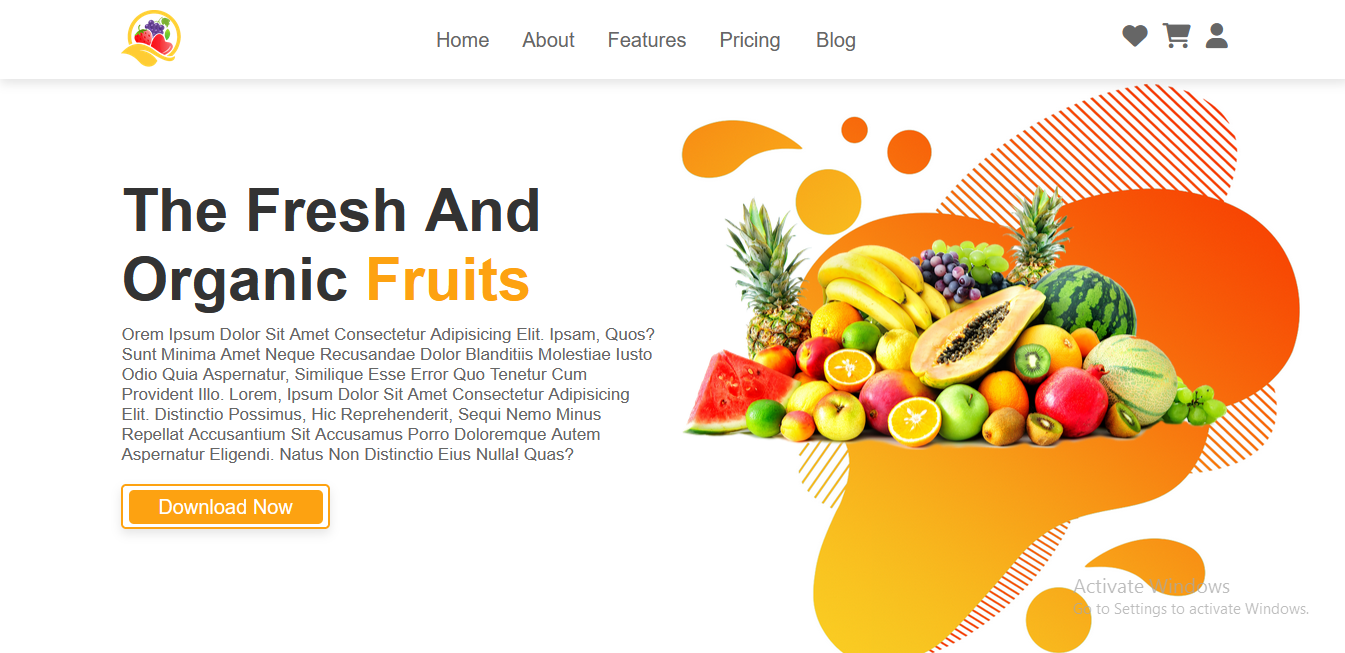 Home About Features Pricing Blog
The Fresh And
Organic Fruits
Orem Ipsum Dolor Sit Amet Consectetur Adipisicing Elit. Ipsam, Quos?
Sunt Minima Amet Neque Recusandae Dolor Blanditiis Molestiae Iusto
Odio Quia Aspernatur, Similique Esse Error Quo Tenetur Cum
Provident Illo. Lorem, Ipsum Dolor Sit Amet Consectetur Adipisicing
Elit. Distinctio Possimus, Hic Reprehenderit, Sequi Nemo Minus
Repellat Accusantium Sit Accusamus Porro Doloremque Autem
Aspernatur Eligendi. Natus Non Distinctio Eius Nulla! Quas?
Download Now
Activate Windows
Go to Settings to activate Windows.